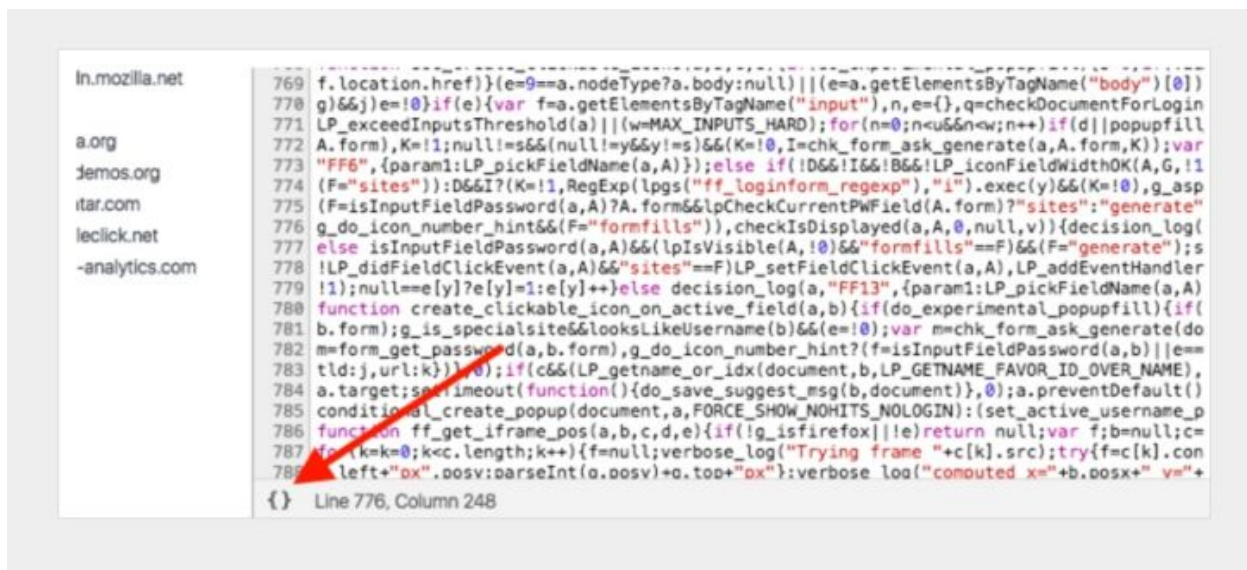 ln.mozilla.net
a.org
demos.org
tar.com
leclick.net
-analytics.com
769 f.location.href)}(e=9==a.nodeType?a.body:null)||(e=a.getElementsByTagName("body")[0])
770 g)&&j)e=!0}if(e){var f=a.getElementsByTagName("input"),n,e={},q=checkDocumentForLogin
771 LP_exceedInputsThreshold(a)||(w=MAX_INPUTS_HARD);for(n=0;n<u&&n<w;n++)if(d||popupfill
772 A.form),K=!1;null!=s&&(null!=y&&y!=s)&&(K=!0,I=chk_form_ask_generate(a,A.form,K));var
773 "FF6",{param1:LP_pickFieldName(a,A)});else if(!D&&!I&&!B&&!LP_iconFieldWidthOK(A,G,!1
774 (F="sites")):D&&I?(K=!1,RegExp(lpgs("ff_loginform_regexp"),"i").exec(y)&&(K=!0),g_asp
775 (F=isInputFieldPassword(a,A)?A.form&&lpCheckCurrentPWField(A.form)?"sites":"generate"
776 g_do_icon_number_hint&&(F="formfills")),checkIsDisplayed(a,A,0,null,v)){decision_log(
777 else isInputFieldPassword(a,A)&&(lpIsVisible(A,!0)&&"formfills"==F)&&(F="generate");s
778 !LP_didFieldClickEvent(a,A)&&"sites"==F)LP_setFieldClickEvent(a,A),LP_addEventHandler
779 !1);null==e[y]?e[y]=1:e[y]++}else decision_log(a,"FF13",{param1:LP_pickFieldName(a,A)
780 function create_clickable_icon_on_active_field(a,b){if(do_experimental_popupfill){if(
781 b.form);g_is_specialsite&&looksLikeUsername(b)&&(e=!0);var m=chk_form_ask_generate(do
782 m=form_get_password(a,b.form),g_do_icon_number_hint?(f=isInputFieldPassword(a,b)||e==
783 tld:j,url:k})},0);if(c&&(LP_getname_or_idx(document,b,LP_GETNAME_FAVOR_ID_OVER_NAME),
784 a.target;setTimeout(function(){do_save_suggest_msg(b,document)},0);a.preventDefault()
785 conditional_create_popup(document,a,FORCE_SHOW_NOHITS_NOLOGIN):(set_active_username_p
786 function ff_get_iframe_pos(a,b,c,d,e){if(!g_isfirefox||!e)return null;var f;b=null;c=
787 for(k=k=0;k<c.length;k++){f=null;verbose_log("Trying frame "+c[k].src);try{f=c[k].con
788 .left+"px",posy:parseInt(g.posy)+g.top+"px"};verbose_log("computed x="+b.posx+" y="+
{} Line 776, Column 248